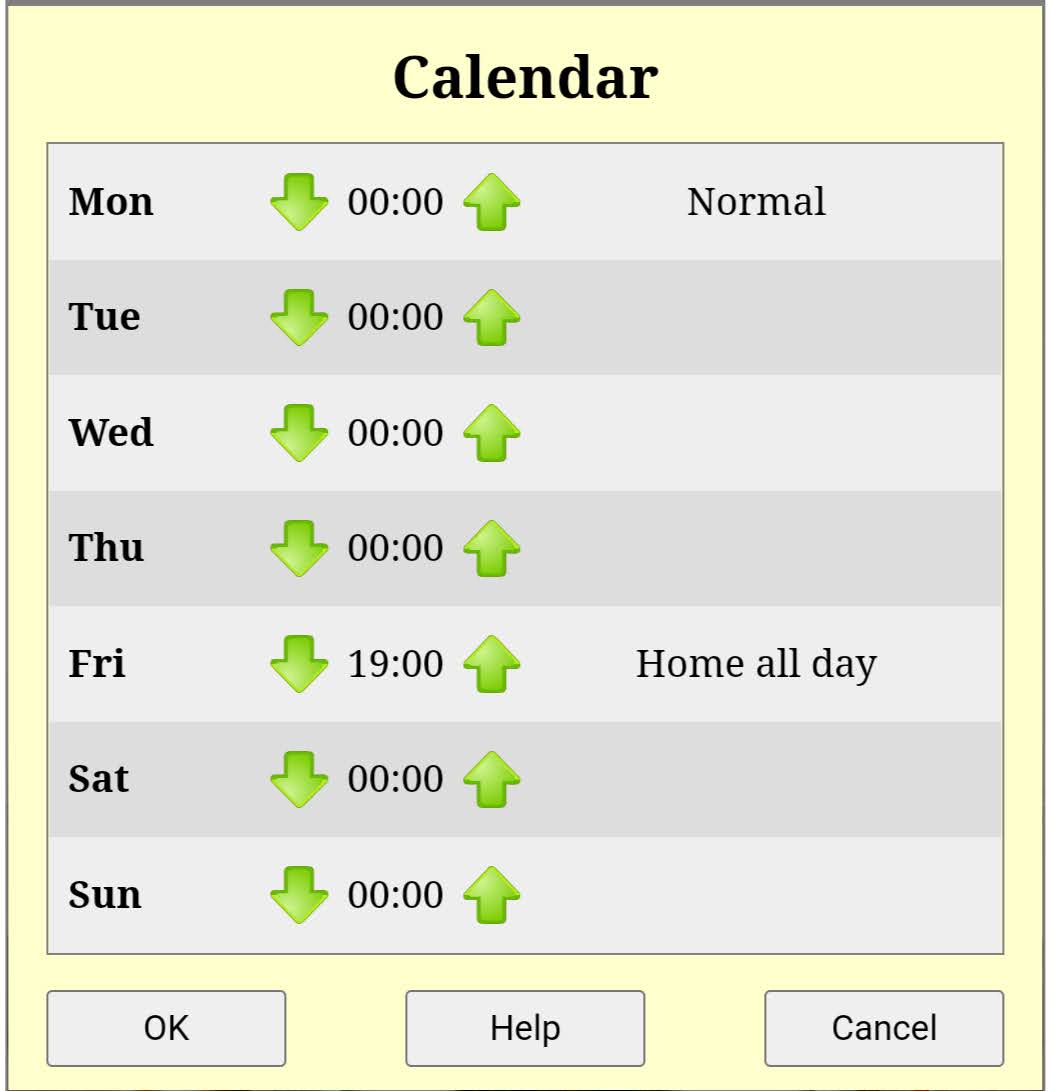 Calendar
Mon 00:00 Normal
Tue 00:00
Wed 00:00
Thu 00:00
Fri 19:00 Home all day
Sat 00:00
Sun 00:00
OK Help Cancel